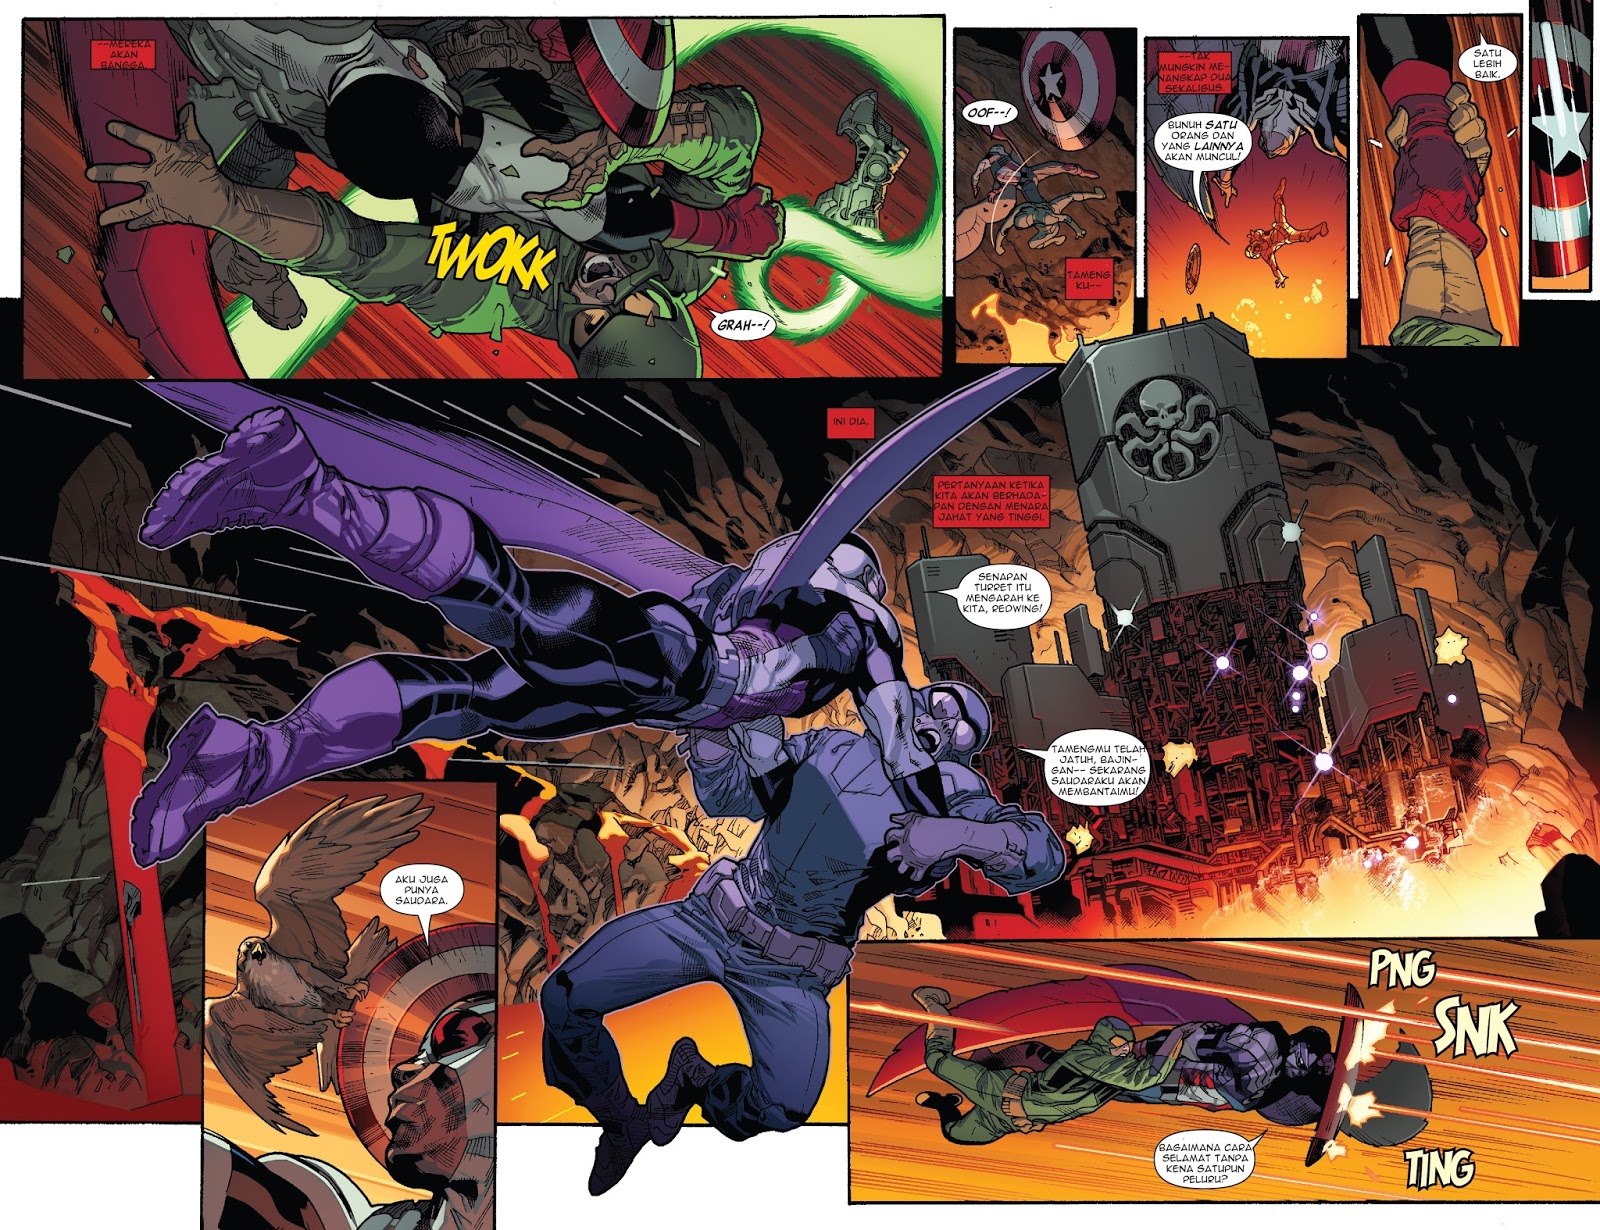 --MEREKA
AKAN
BANGGA.
TWOKK
GRAH--!
OOF--!
TAMENG
KU--
--TAK
MUNGKIN ME-
NANGKAP DUA
SEKALIGUS.
BUNUH SATU
ORANG DAN
YANG LAINNYA
AKAN MUNCUL!
SATU
LEBIH
BAIK.
INI DIA.
PERTANYAAN KETIKA
KITA AKAN BERHADA-
PAN DENGAN MENARA
JAHAT YANG TINGGI.
SENAPAN
TURRET ITU
MENGARAH KE
KITA, REDWING!
TAMENGMU TELAH
JATUH, BAJIN-
GAN-- SEKARANG
SAUDARAKU AKAN
MEMBANTAIMU!
AKU JUGA
PUNYA
SAUDARA.
PNG
SNK
TING
BAGAIMANA CARA
SELAMAT TANPA
KENA SATUPUN
PELURU?